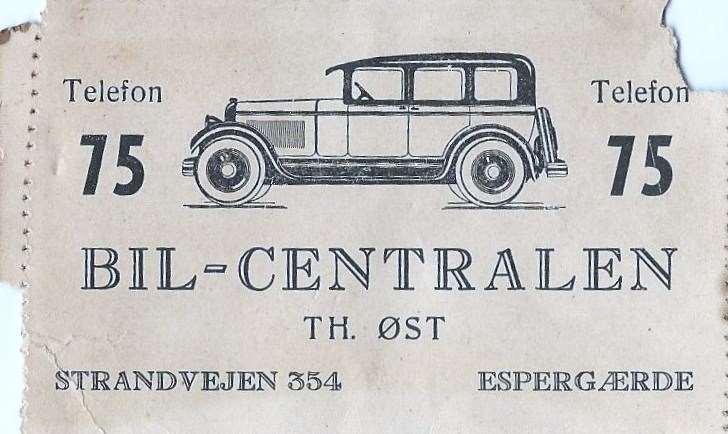 Telefon Telefon
75 75
BIL-CENTRALEN
TH. ØST
STRANDVEJEN 354 ESPERGÆRDE